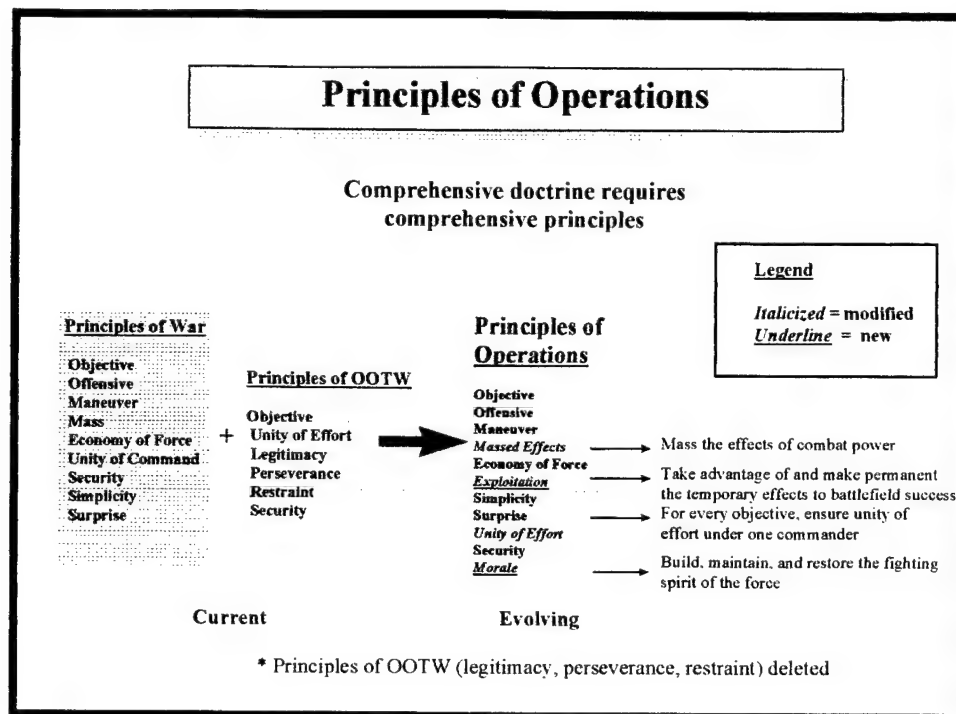 Principles of Operations
Comprehensive doctrine requires
comprehensive principles
Legend
Italicized = modified
Underline = new
Principles of War
Objective
Offensive
Maneuver
Mass
Economy of Force
Unity of Command
Security
Simplicity
Surprise
+
Principles of OOTW
Objective
Unity of Effort
Legitimacy
Perseverance
Restraint
Security
Principles of
Operations
Objective
Offensive
Maneuver
Massed Effects
Economy of Force
Exploitation
Simplicity
Surprise
Unity of Effort
Security
Morale
Mass the effects of combat power
Take advantage of and make permanent
the temporary effects to battlefield success
For every objective, ensure unity of
effort under one commander
Build, maintain, and restore the fighting
spirit of the force
Current
Evolving
* Principles of OOTW (legitimacy, perseverance, restraint) deleted